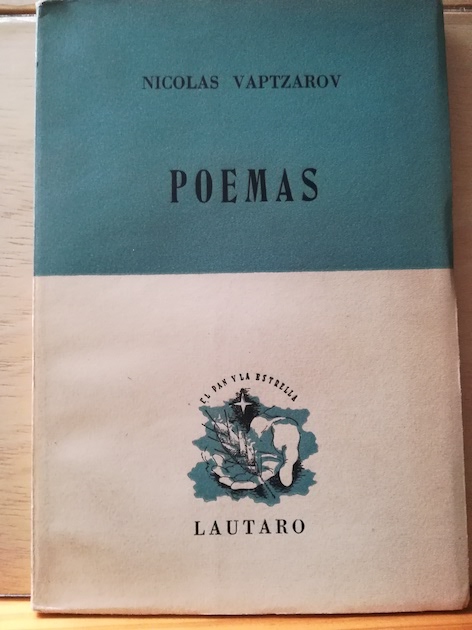 NICOLAS VAPTZAROV
POEMAS
EL PAN Y LA ESTRELLA
LAUTARO